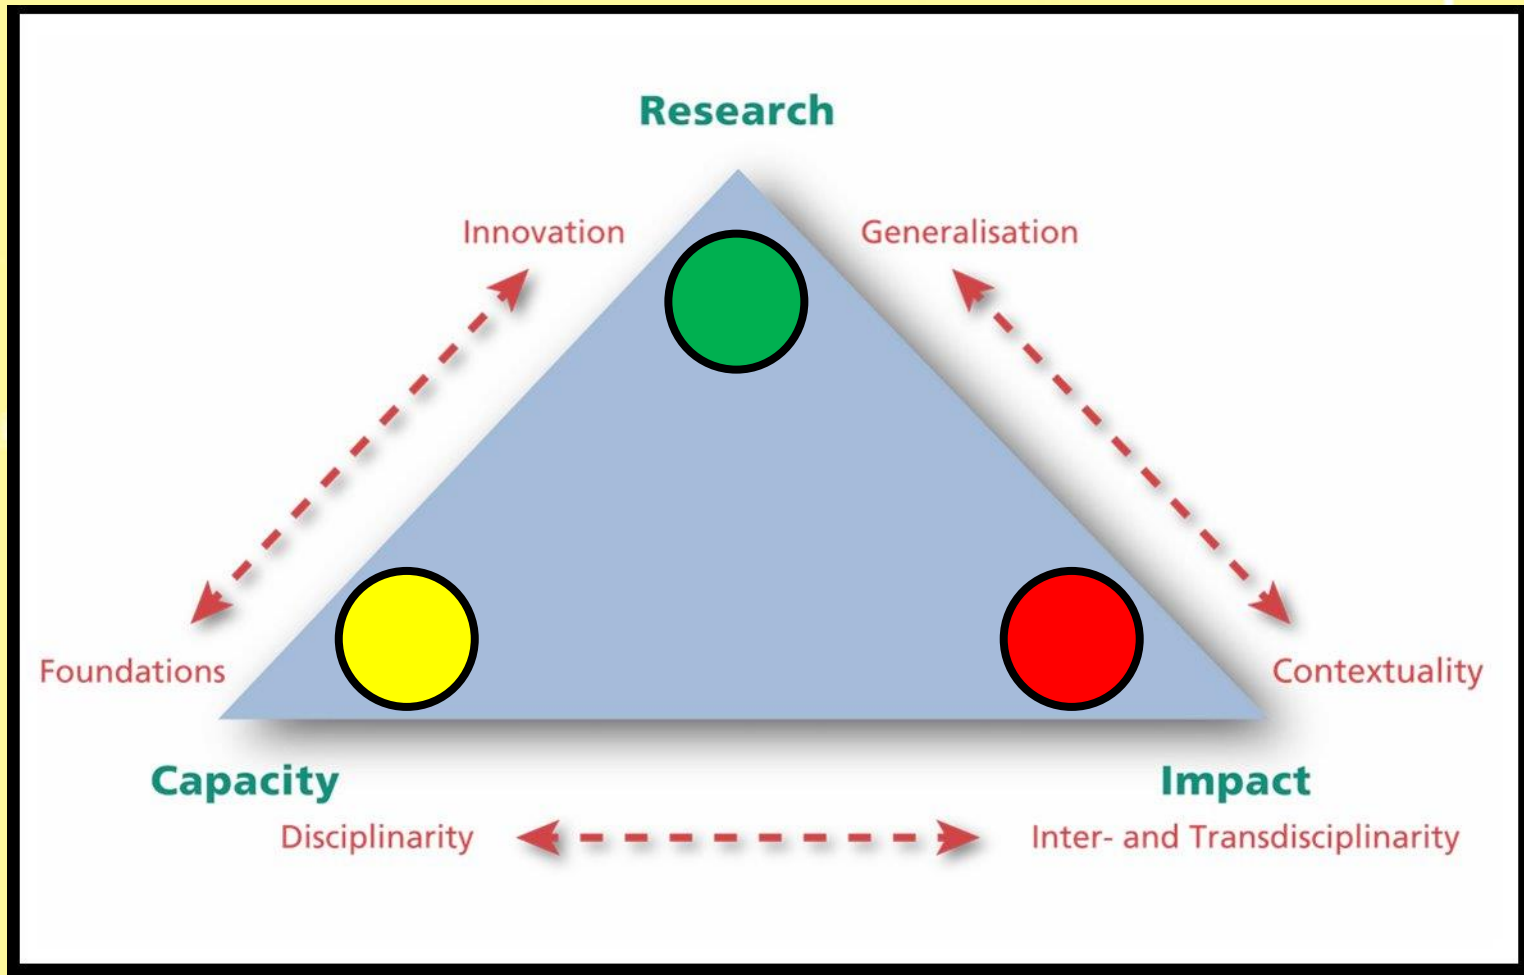 Research
Innovation
Generalisation
Foundations
Contextuality
Capacity
Impact
Disciplinarity
Inter- and Transdisciplinarity